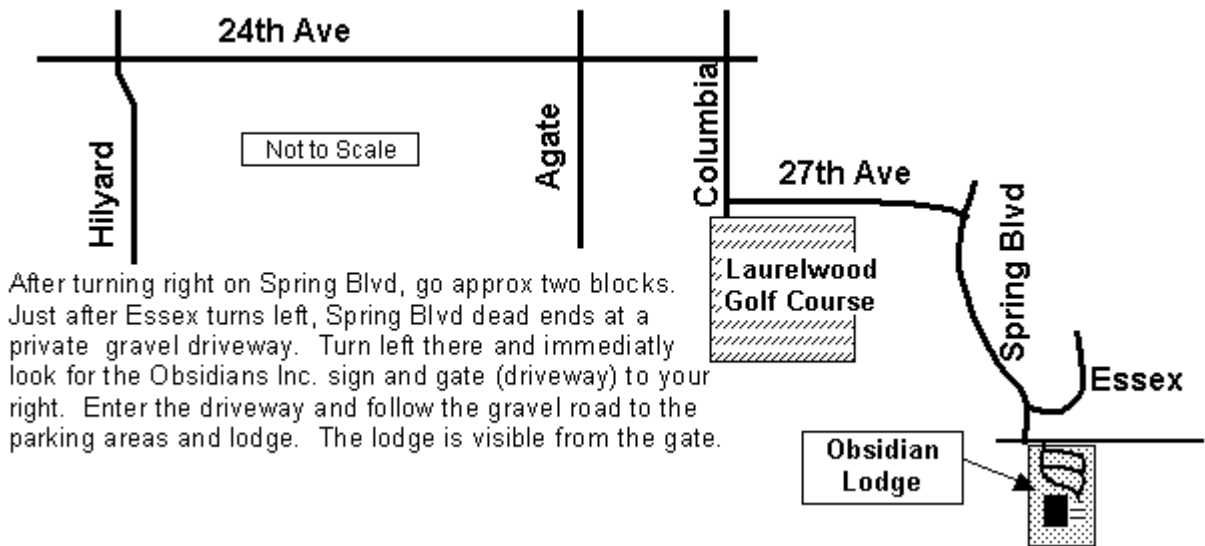 24th Ave
Hilyard
Not to Scale
Agate
Columbia
27th Ave
Spring Blvd
Laurelwood
Golf Course
After turning right on Spring Blvd, go approx two blocks.
Just after Essex turns left, Spring Blvd dead ends at a
private gravel driveway. Turn left there and immediatly
look for the Obsidians Inc. sign and gate (driveway) to your
right. Enter the driveway and follow the gravel road to the
parking areas and lodge. The lodge is visible from the gate.
Essex
Obsidian
Lodge